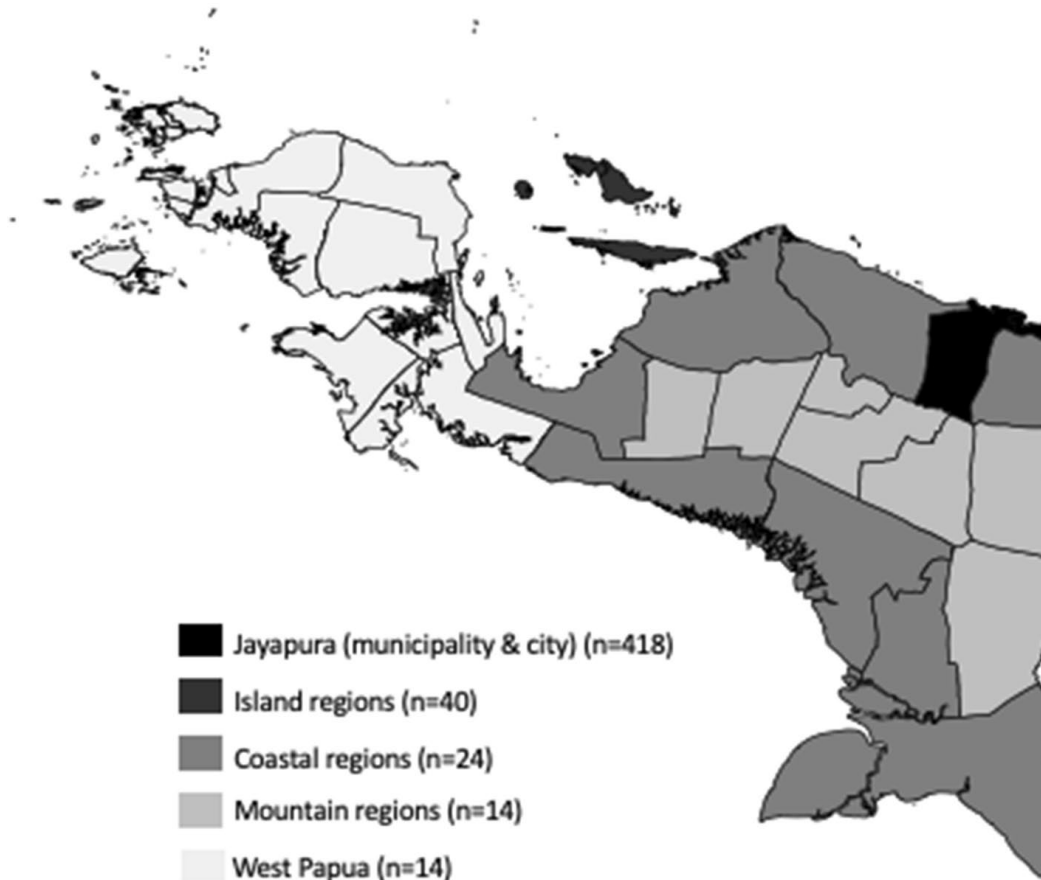 Jayapura (municipality & city) (n=418)
Island regions (n=40)
Coastal regions (n=24)
Mountain regions (n=14)
West Papua (n=14)